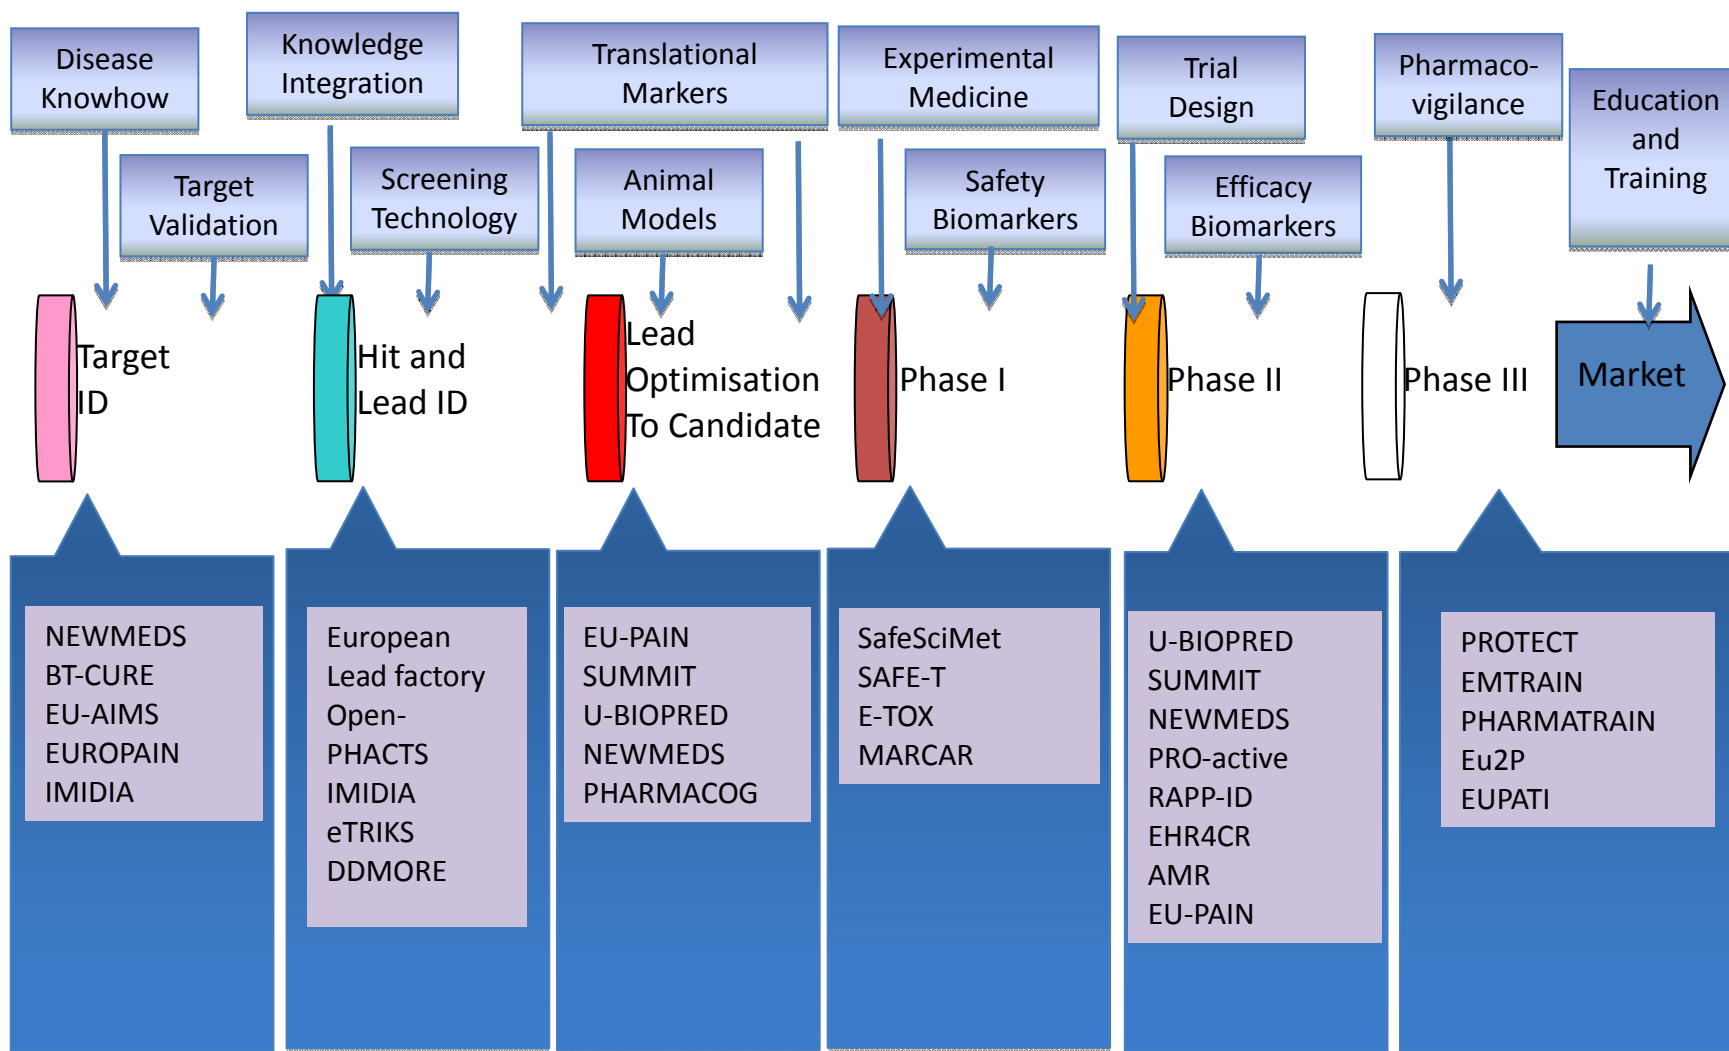 Disease
Knowhow
Knowledge
Integration
Translational
Markers
Experimental
Medicine
Trial
Design
Pharmaco-
vigilance
Education
and
Training
Target
Validation
Screening
Technology
Animal
Models
Safety
Biomarkers
Efficacy
Biomarkers
Target
ID
Hit and
Lead ID
Lead
Optimisation
To Candidate
Phase I
Phase II
Phase III
Market
NEWMEDS
BT-CURE
EU-AIMS
EUROPAIN
IMIDIA
European
Lead factory
Open-
PHACTS
IMIDIA
eTRIKS
DDMORE
EU-PAIN
SUMMIT
U-BIOPRED
NEWMEDS
PHARMACOG
SafeSciMet
SAFE-T
E-TOX
MARCAR
U-BIOPRED
SUMMIT
NEWMEDS
PRO-active
RAPP-ID
EHR4CR
AMR
EU-PAIN
PROTECT
EMTRAIN
PHARMATRAIN
Eu2P
EUPATI